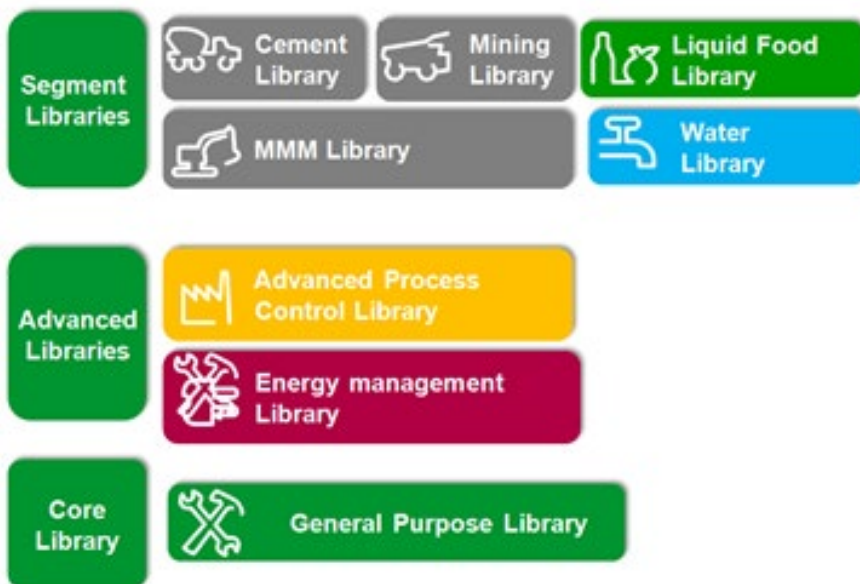 Segment
Libraries
Cement
Library
Mining
Library
Liquid Food
Library
MMM Library
Water
Library
Advanced
Libraries
Advanced Process
Control Library
Energy management
Library
Core
Library
General Purpose Library